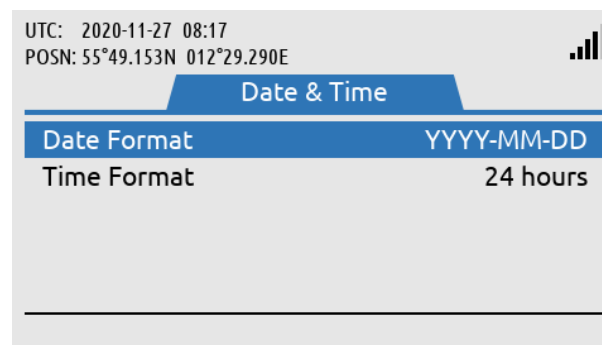 UTC: 2020-11-27 08:17
POSN: 55°49.153N 012°29.290E
Date & Time
Date Format YYYY-MM-DD
Time Format 24 hours